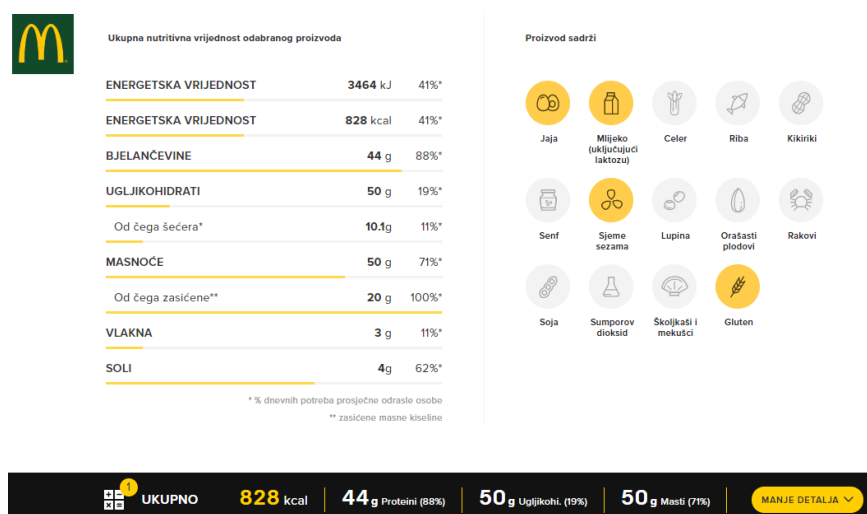 Ukupna nutritivna vrijednost odabranog proizvoda
ENERGETSKA VRIJEDNOST 3464 kJ 41%*
ENERGETSKA VRIJEDNOST 828 kcal 41%*
BJELANČEVINE 44 g 88%*
UGLJIKOHIDRATI 50 g 19%*
Od čega šećera* 10.1g 11%*
MASNOĆE 50 g 71%*
Od čega zasićene** 20 g 100%*
VLAKNA 3 g 11%*
SOLI 4g 62%*
* % dnevnih potreba prosječne odrasle osobe
** zasićene masne kiseline
Proizvod sadrži
Jaja
Mlijeko
(uključujući
laktozu)
Celer
Riba
Kikiriki
Senf
Sjeme
sezama
Lupina
Orašasti
plodovi
Rakovi
Soja
Sumporov
dioksid
Školjkaši i
mekušci
Gluten
1
UKUPNO 828 kcal 44 g Proteini (88%) 50 g Ugljikohi. (19%) 50 g Masti (71%) MANJE DETALJA